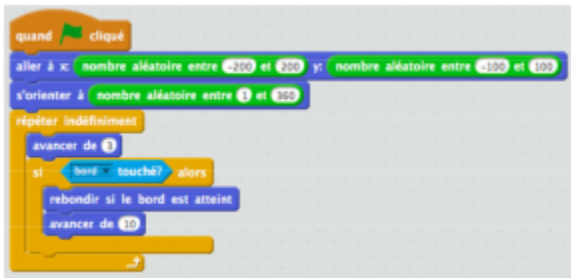 quand cliqué
aller à x: nombre aléatoire entre -200 et 200 y: nombre aléatoire entre -100 et 100
s'orienter à nombre aléatoire entre 1 et 360
répéter indéfiniment
avancer de 3
si bord touché? alors
rebondir si le bord est atteint
avancer de 10